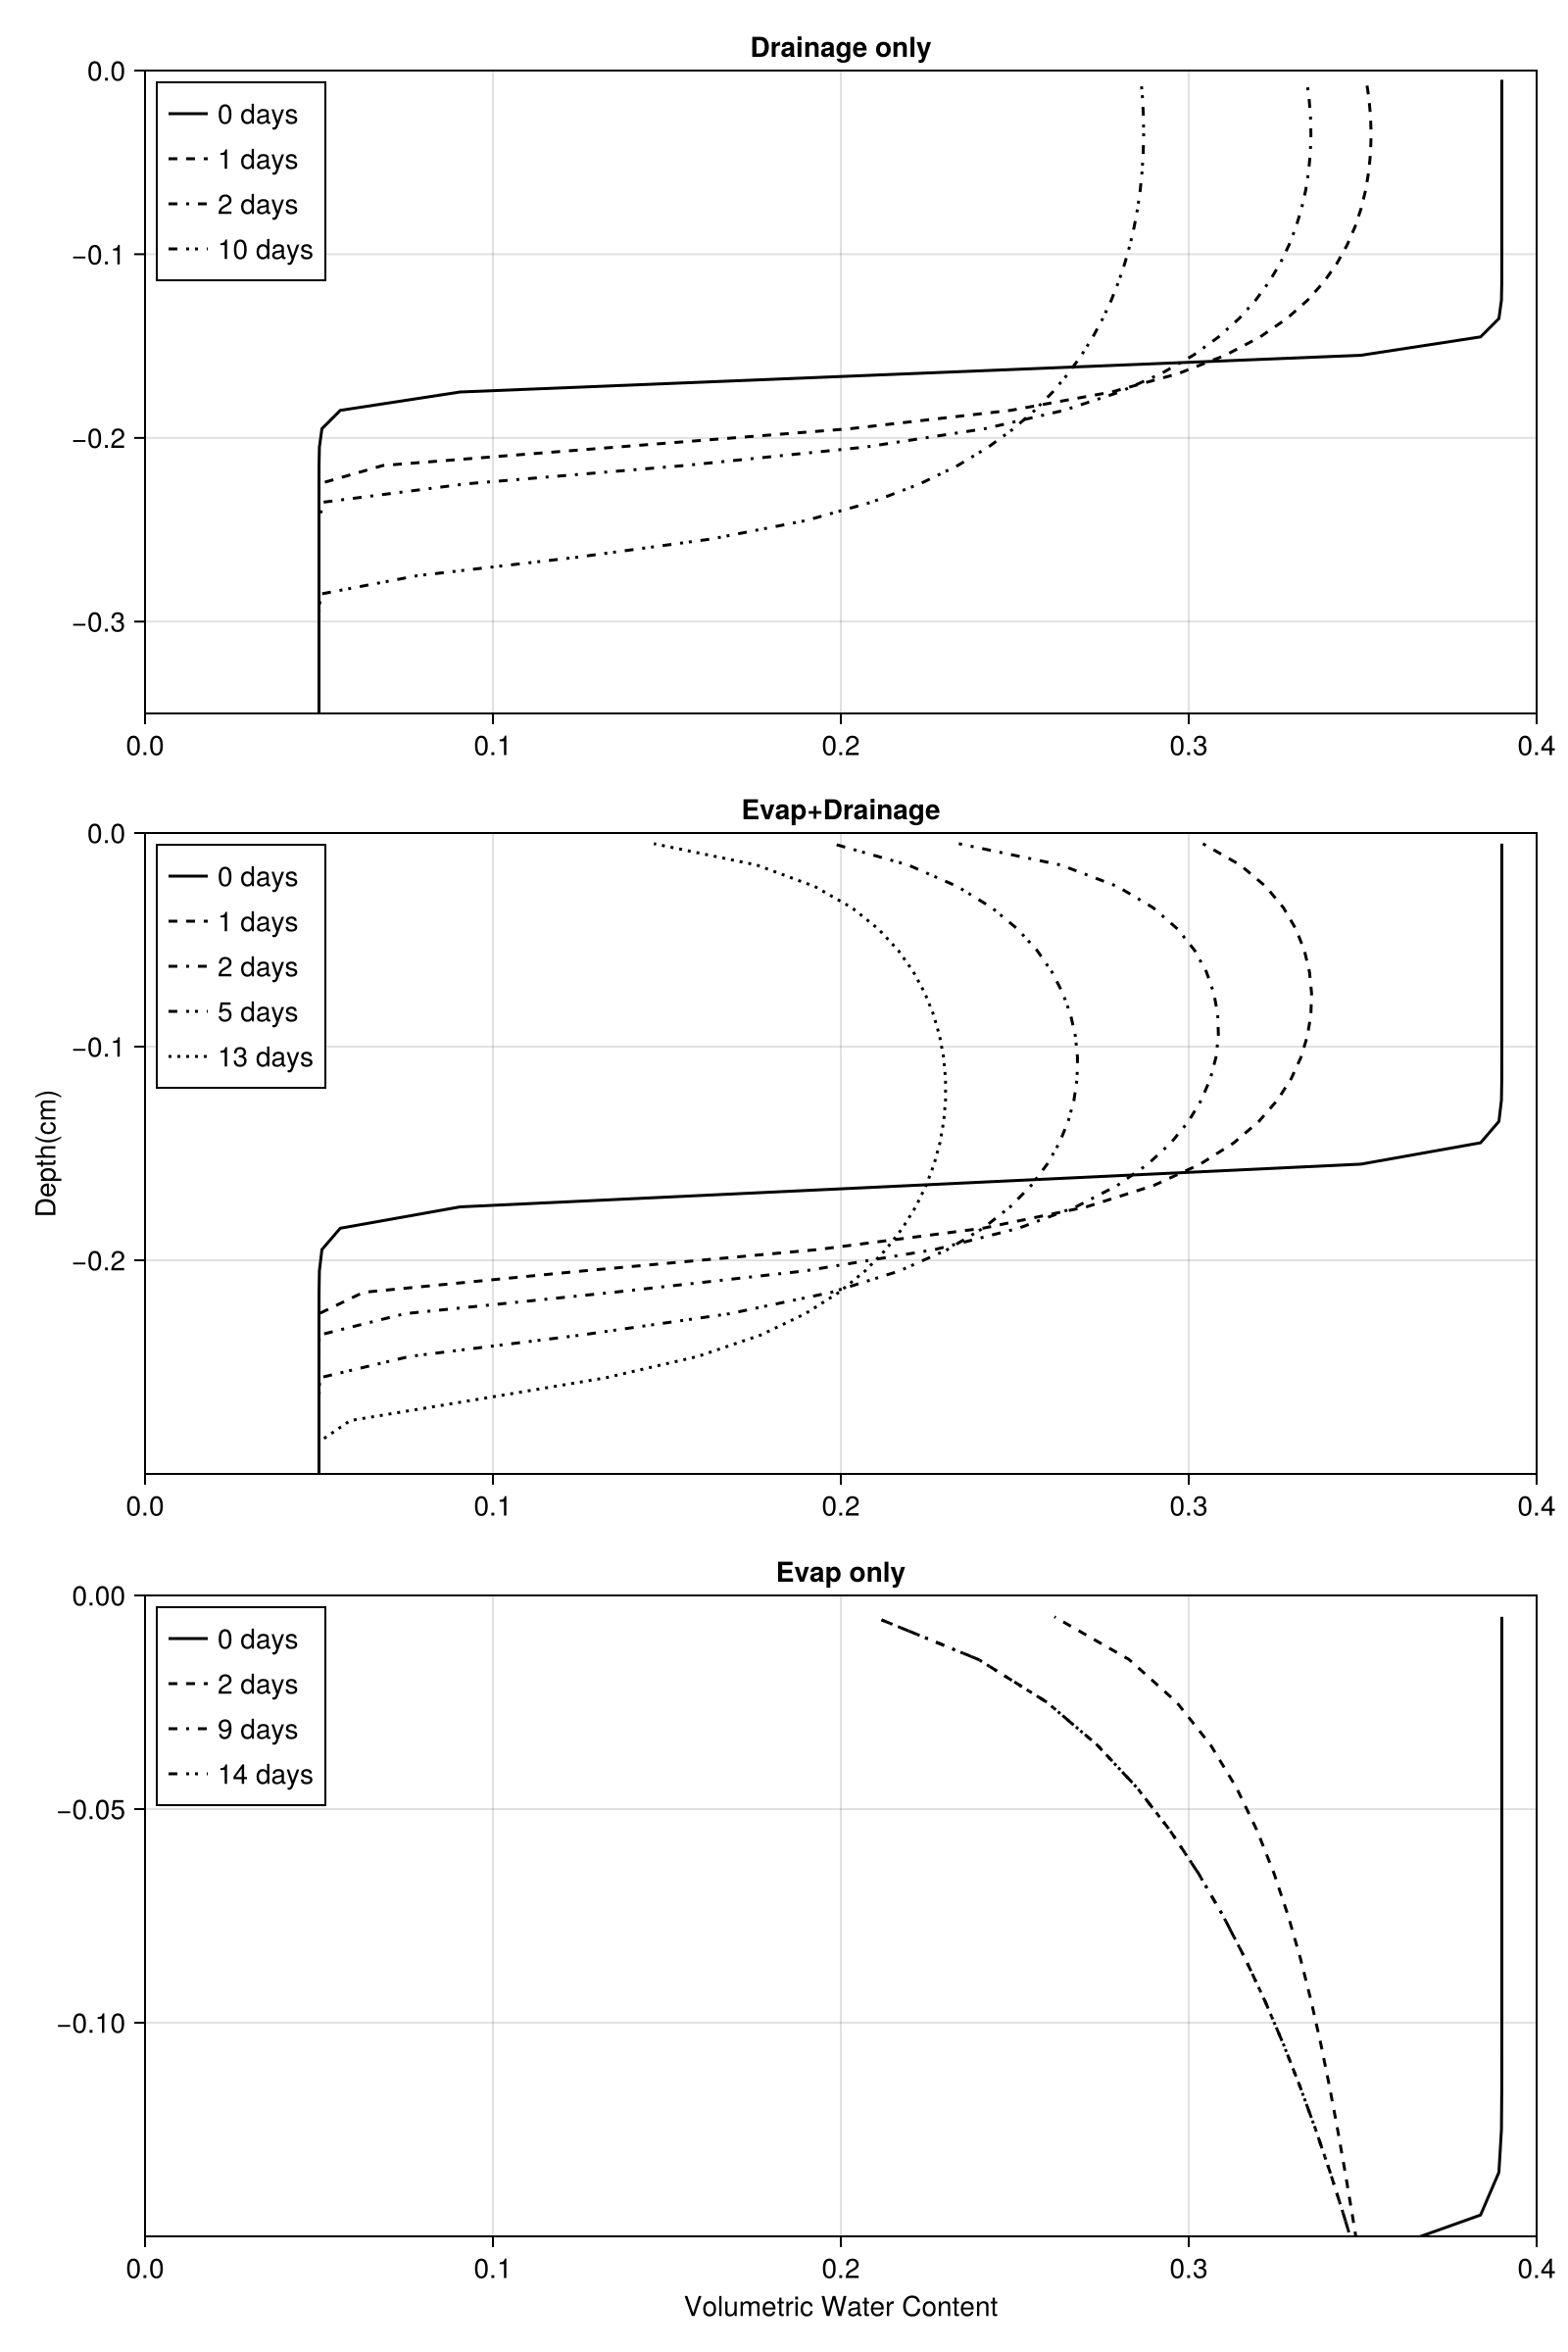 Drainage only
0.0
−0.1
−0.2
−0.3
0 days
1 days
2 days
10 days
0.0 0.1 0.2 0.3 0.4
Evap+Drainage
0.0
−0.1
−0.2
0 days
1 days
2 days
5 days
13 days
0.0 0.1 0.2 0.3 0.4
Depth(cm)
Evap only
0.00
−0.05
−0.10
0 days
2 days
9 days
14 days
0.0 0.1 0.2 0.3 0.4
Volumetric Water Content